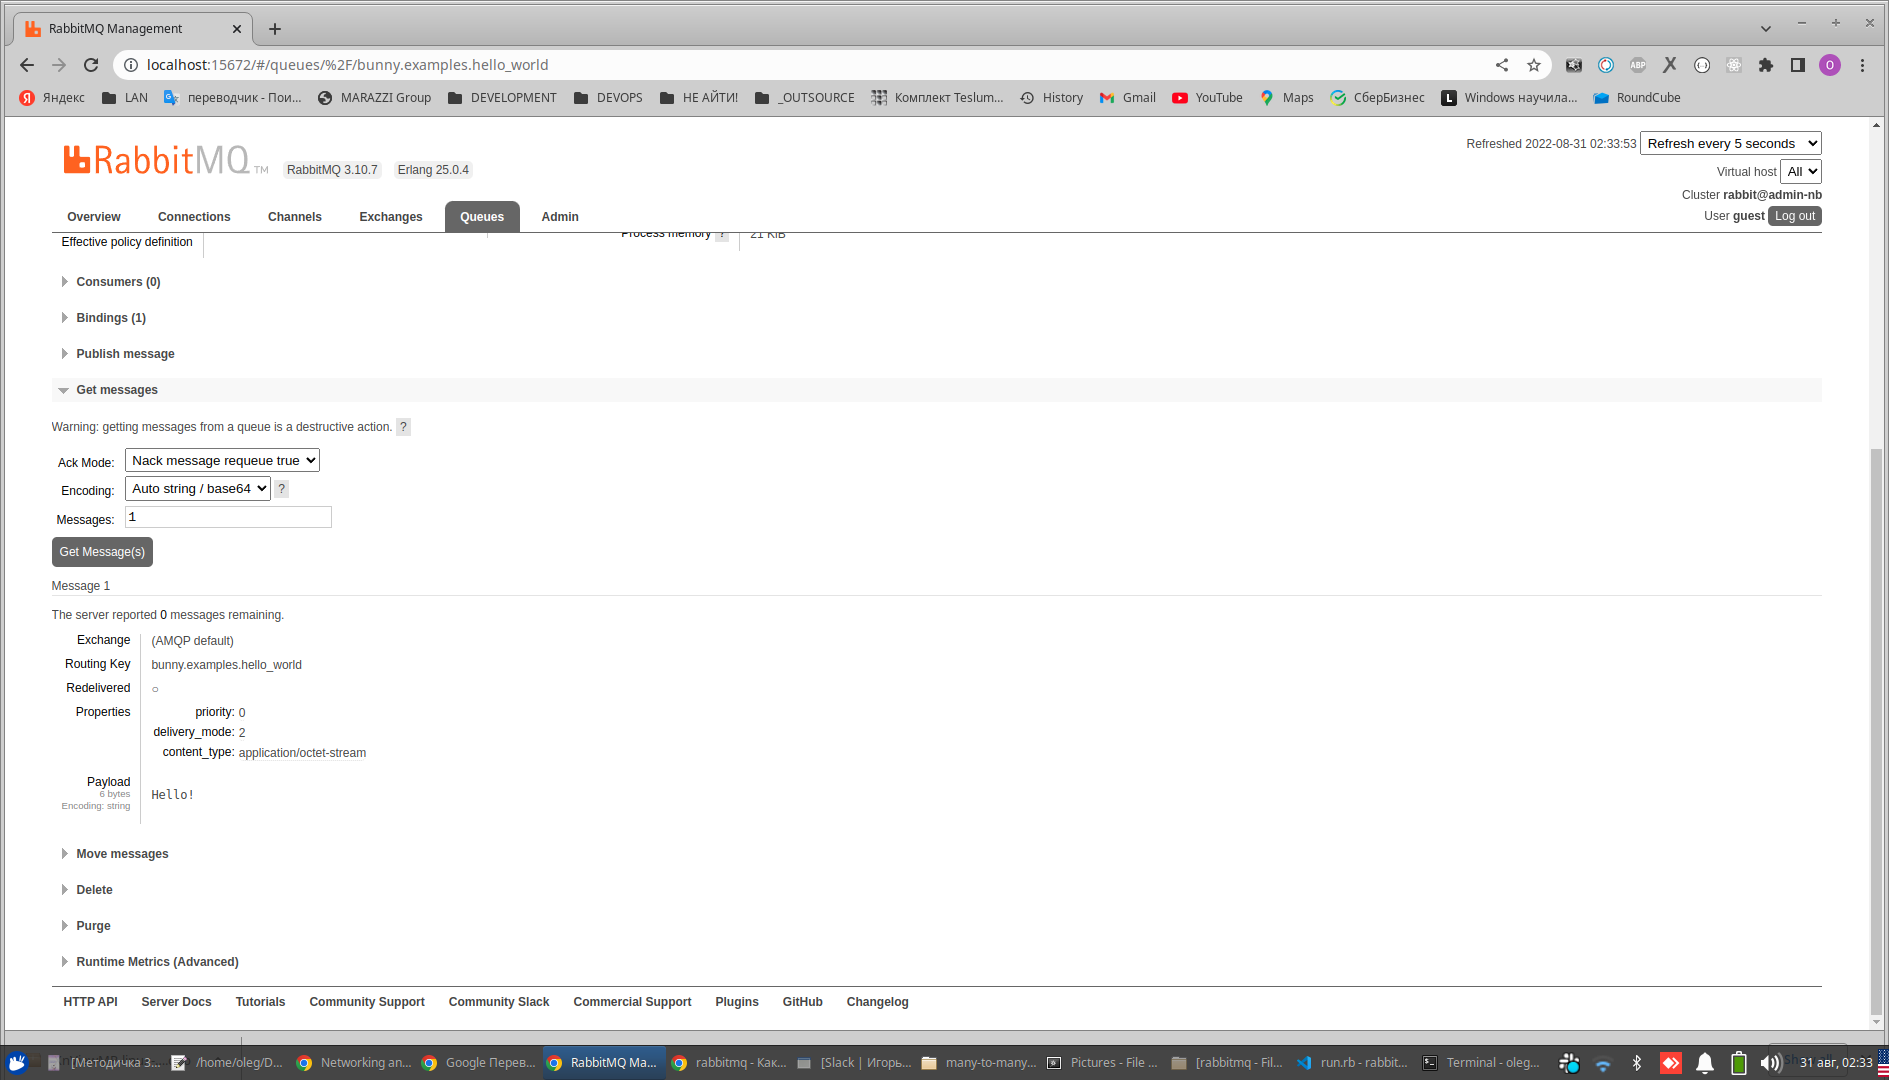 RabbitMQ Management
localhost:15672/#/queues/%2F/bunny.examples.hello_world
Яндекс LAN переводчик - Пои... MARAZZI Group DEVELOPMENT DEVOPS НЕ АЙТИ! _OUTSOURCE Комплект Teslum... History Gmail YouTube Maps СберБизнес Windows научила... RoundCube
RabbitMQ TM RabbitMQ 3.10.7 Erlang 25.0.4
Refreshed 2022-08-31 02:33:53 Refresh every 5 seconds
Virtual host All
Cluster rabbit@admin-nb
User guest Log out
Overview Connections Channels Exchanges Queues Admin
Process memory ? 21 KiB
Effective policy definition
Consumers (0)
Bindings (1)
Publish message
Get messages
Warning: getting messages from a queue is a destructive action. ?
Ack Mode: Nack message requeue true
Encoding: Auto string / base64 ?
Messages: 1
Get Message(s)
Message 1
The server reported 0 messages remaining.
Exchange (AMQP default)
Routing Key bunny.examples.hello_world
Redelivered ○
Properties priority: 0
delivery_mode: 2
content_type: application/octet-stream
Payload
6 bytes
Encoding: string
Hello!
Move messages
Delete
Purge
Runtime Metrics (Advanced)
HTTP API Server Docs Tutorials Community Support Community Slack Commercial Support Plugins GitHub Changelog
[Методичка 3... /home/oleg/D... Networking an... Google Перев... RabbitMQ Ma... rabbitmq - Как... [Slack | Игорь... many-to-many... Pictures - File ... [rabbitmq - Fil... run.rb - rabbit... Terminal - oleg... 31 авг, 02:33